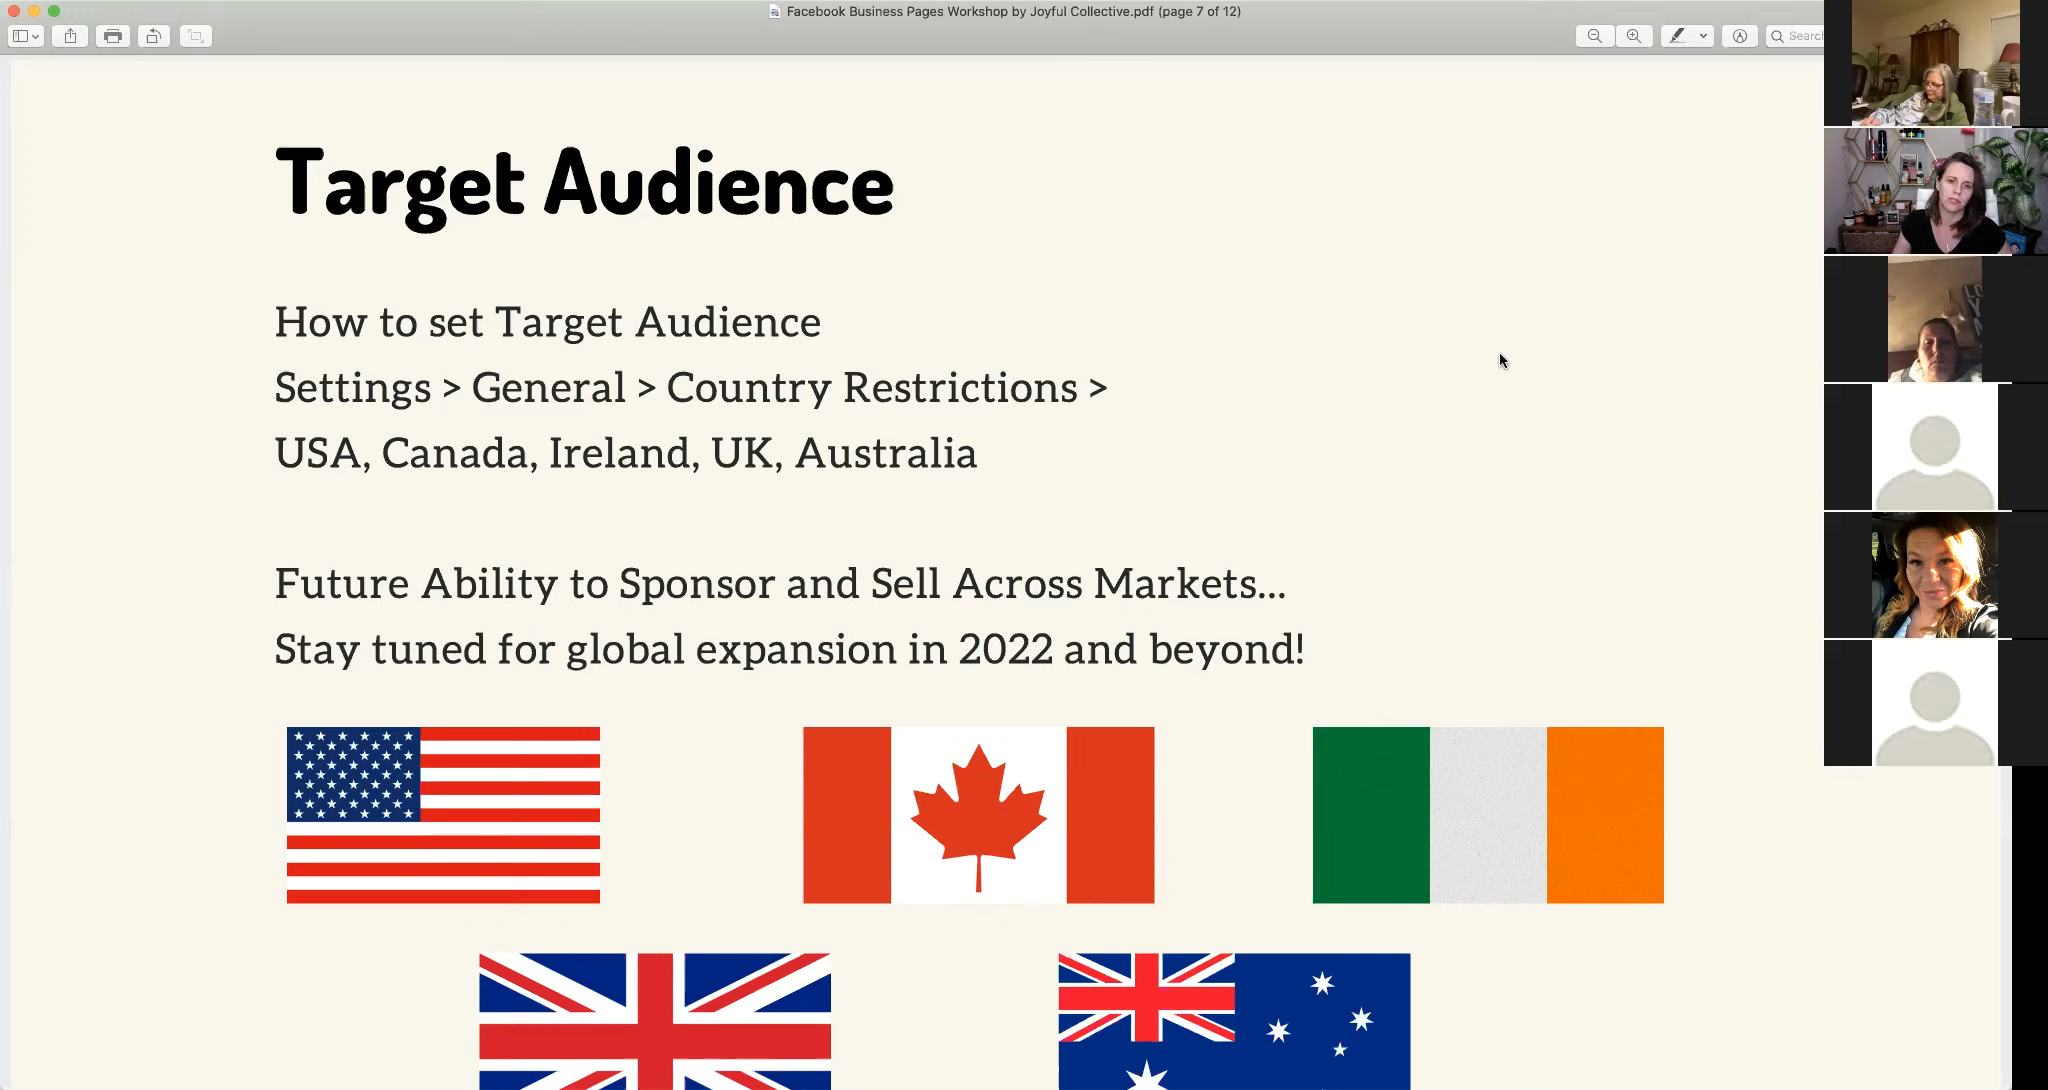 Facebook Business Pages Workshop by Joyful Collective.pdf (page 7 of 12)
Search
Target Audience
How to set Target Audience
Settings > General > Country Restrictions >
USA, Canada, Ireland, UK, Australia
Future Ability to Sponsor and Sell Across Markets...
Stay tuned for global expansion in 2022 and beyond!